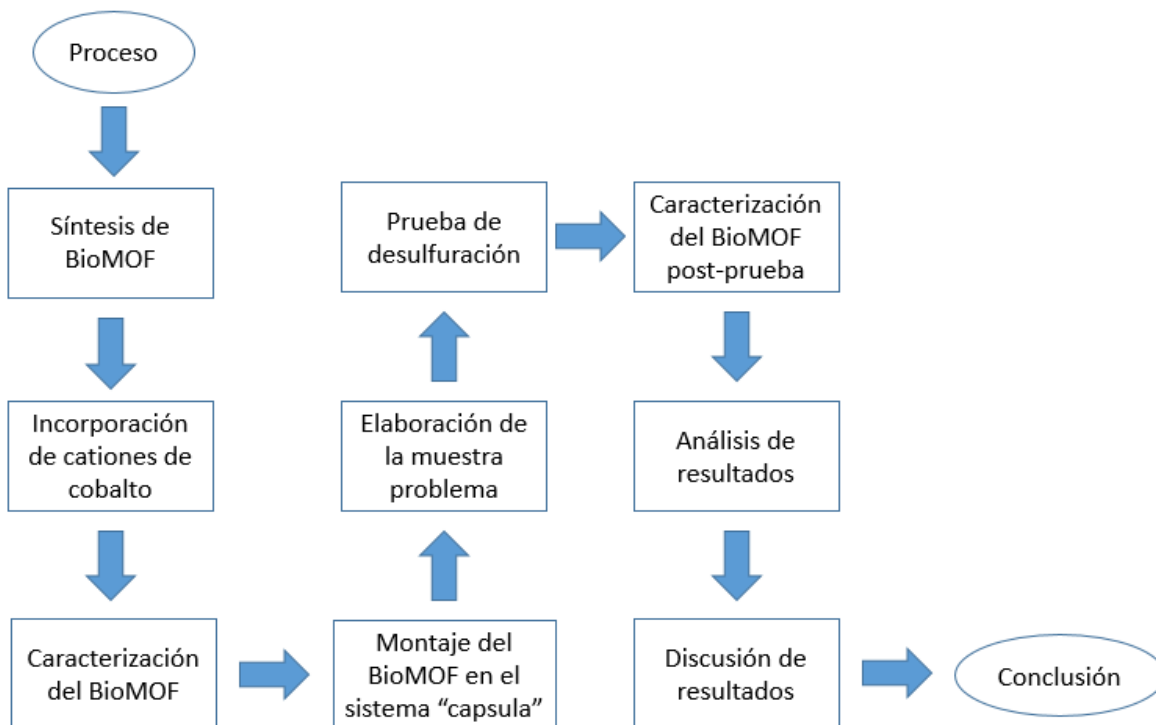 Proceso
Síntesis de
BioMOF
Incorporación
de cationes de
cobalto
Caracterización
del BioMOF
Montaje del
BioMOF en el
sistema “capsula”
Elaboración de
la muestra
problema
Prueba de
desulfuración
Caracterización
del BioMOF
post-prueba
Análisis de
resultados
Discusión de
resultados
Conclusión